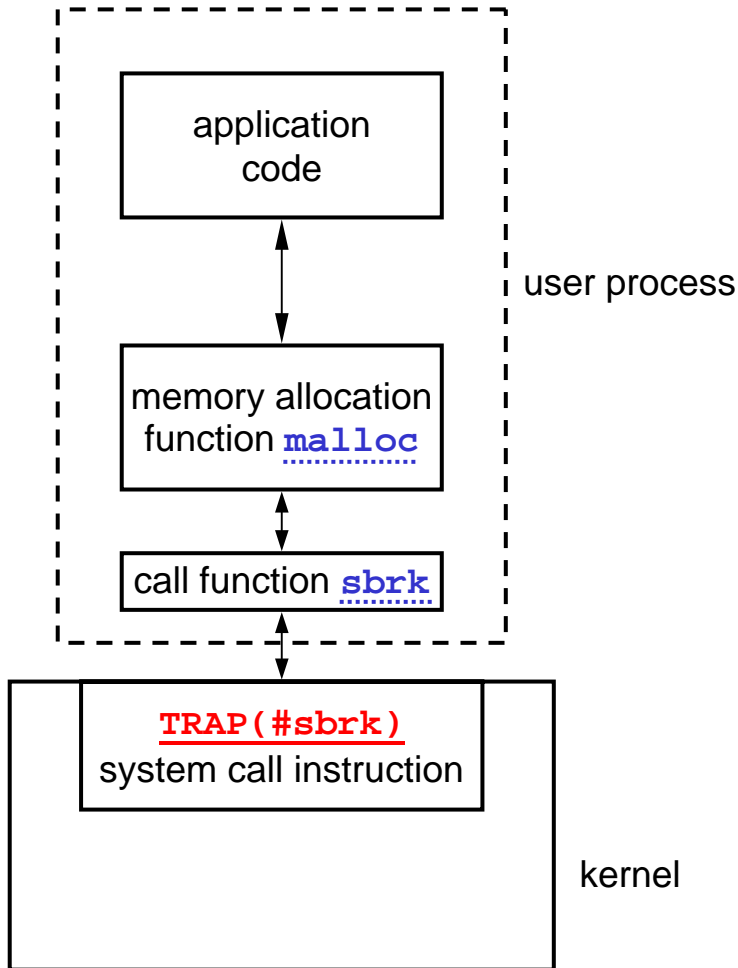 application
code
user process
memory allocation
function malloc
call function sbrk
TRAP(#sbrk)
system call instruction
kernel